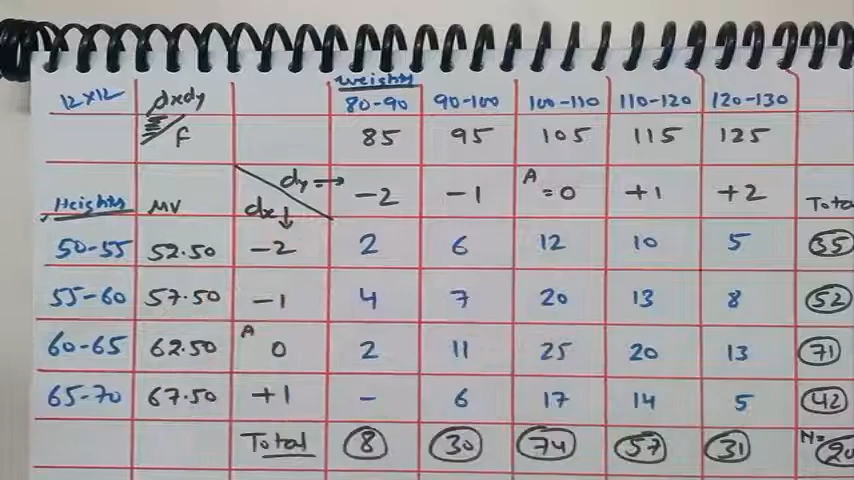 Weights
12x12 dxdy 80-90 90-100 100-110 110-120 120-130
F 85 95 105 115 125
dy→ -2 -1 A =0 +1 +2
Heights MV dx↓ Total
50-55 52.50 -2 2 6 12 10 5 35
55-60 57.50 -1 4 7 20 13 8 52
60-65 62.50 A 0 2 11 25 20 13 71
65-70 67.50 +1 - 6 17 14 5 42
Total 8 30 74 57 31 N= 20